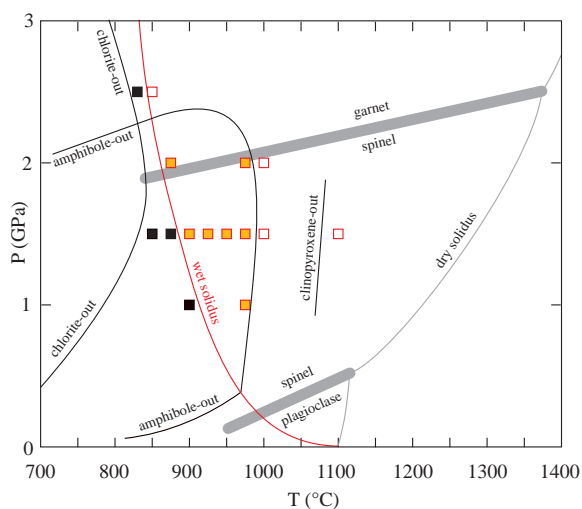 3
chlorite-out
amphibole-out
garnet
spinel
2
P (GPa)
clinopyroxene-out
dry solidus
wet solidus
1
chlorite-out
spinel
plagioclase
amphibole-out
0
700 800 900 1000 1100 1200 1300 1400
T (°C)